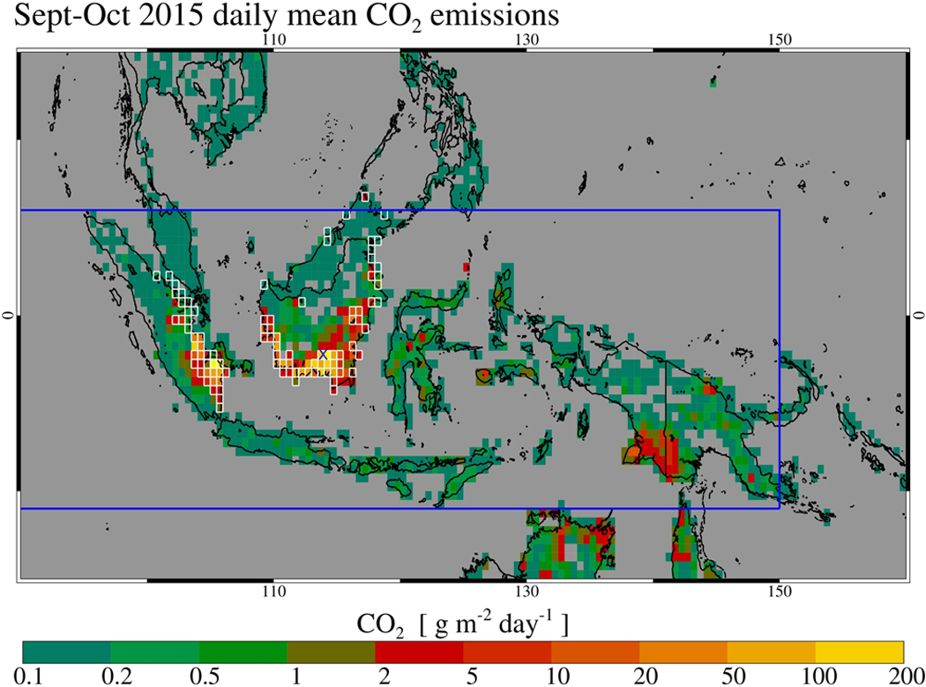 Sept-Oct 2015 daily mean CO₂ emissions
110 130 150
0 0
110 130 150
CO₂ [ g m⁻² day⁻¹ ]
0.1 0.2 0.5 1 2 5 10 20 50 100 200